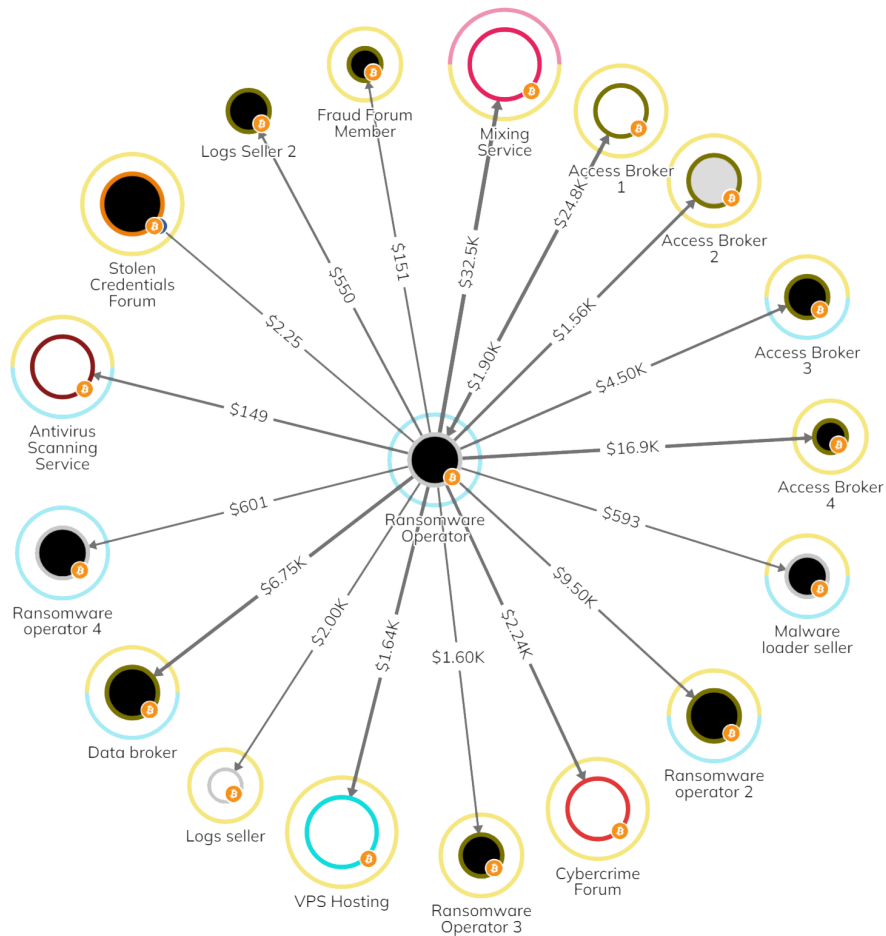 Fraud Forum
Member
Mixing
Service
Logs Seller 2
Access Broker
1
Access Broker
2
Stolen
Credentials
Forum
Access Broker
3
$151
$32.5K
$24.8K
$550
$1.56K
$2.25
$1.90K
$4.50K
$149
Antivirus
Scanning
Service
$16.9K
Access Broker
4
Ransomware
Operator
$601
$593
Ransomware
operator 4
$6.75K
$2.00K
$1.64K
$1.60K
$2.24K
$9.50K
Malware
loader seller
Data broker
Ransomware
operator 2
Logs seller
VPS Hosting
Ransomware
Operator 3
Cybercrime
Forum